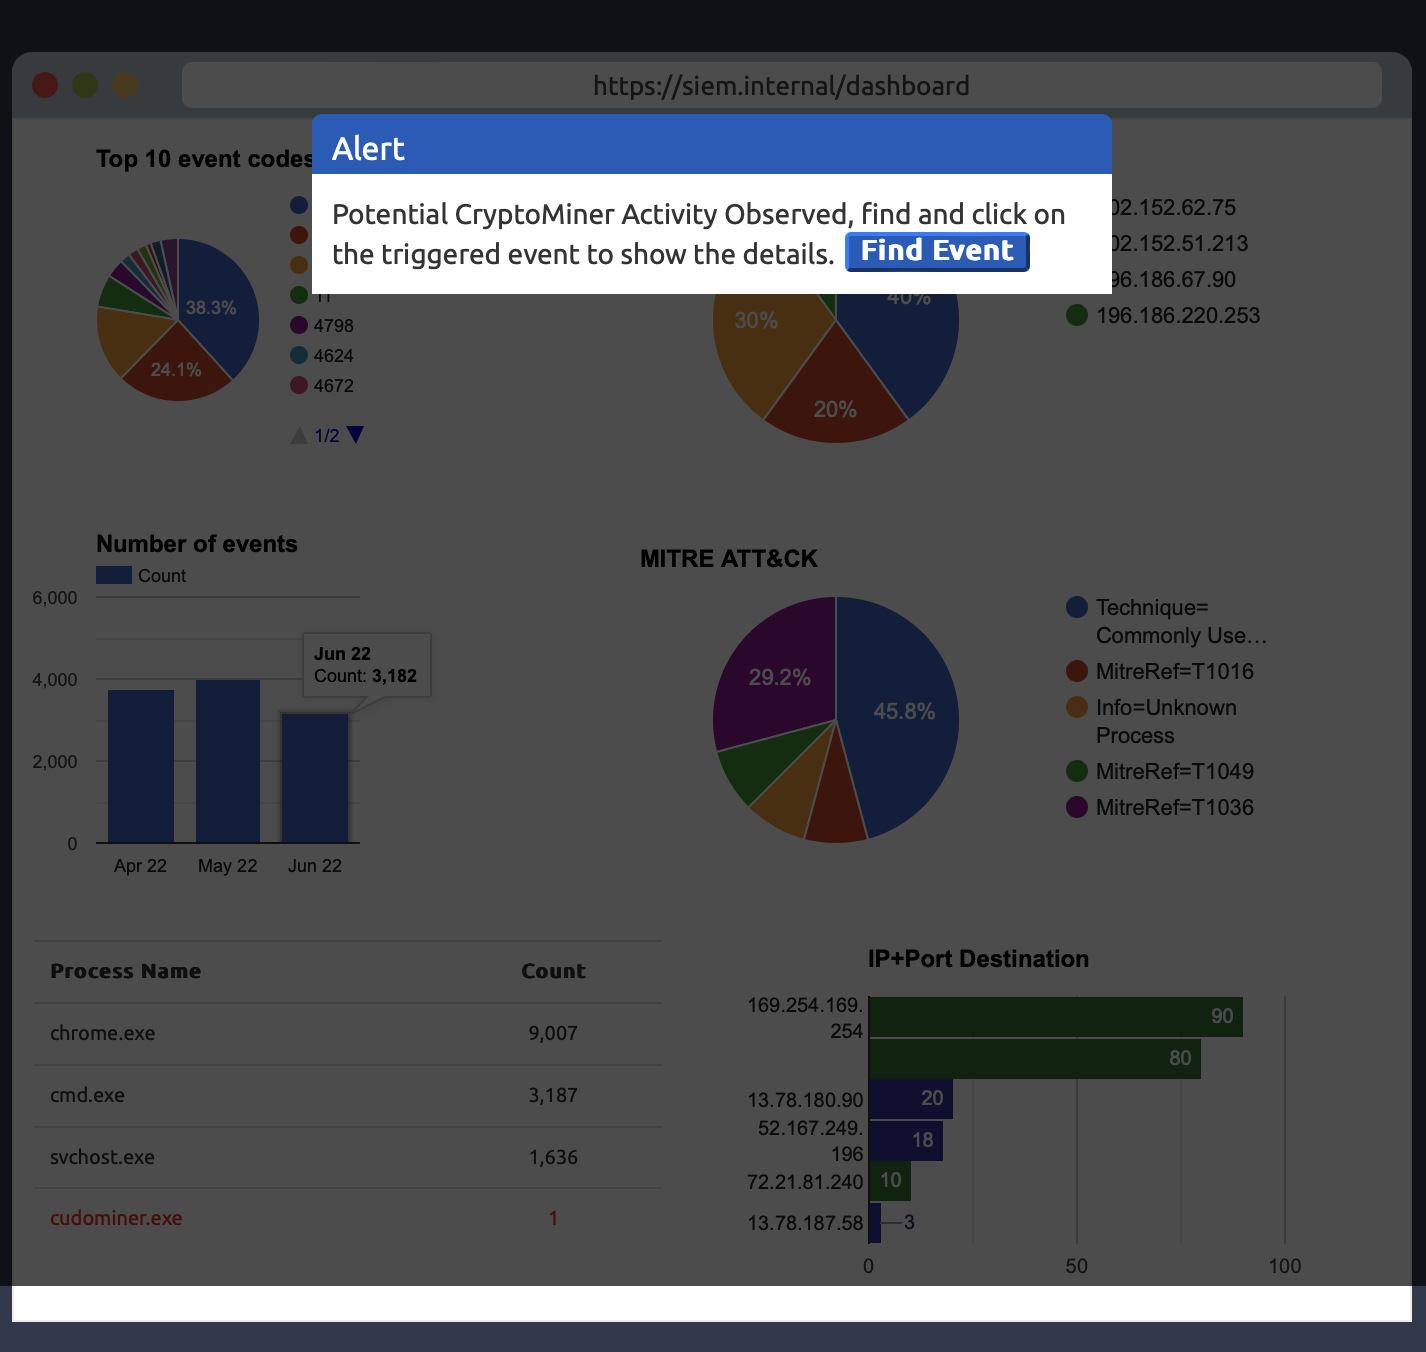 https://siem.internal/dashboard
Alert
Potential CryptoMiner Activity Observed, find and click on
the triggered event to show the details. Find Event
Top 10 event codes
11
4798
4624
4672
1/2
38.3%
24.1%
02.152.62.75
02.152.51.213
96.186.67.90
196.186.220.253
40%
30%
20%
Number of events
Count
6,000
4,000
2,000
0
Jun 22
Count: 3,182
Apr 22 May 22 Jun 22
MITRE ATT&CK
29.2%
45.8%
Technique=
Commonly Use...
MitreRef=T1016
Info=Unknown
Process
MitreRef=T1049
MitreRef=T1036
Process Name Count
chrome.exe 9,007
cmd.exe 3,187
svchost.exe 1,636
cudominer.exe 1
IP+Port Destination
169.254.169.
254
90
80
13.78.180.90 20
52.167.249.
196
18
72.21.81.240 10
13.78.187.58 3
0 50 100